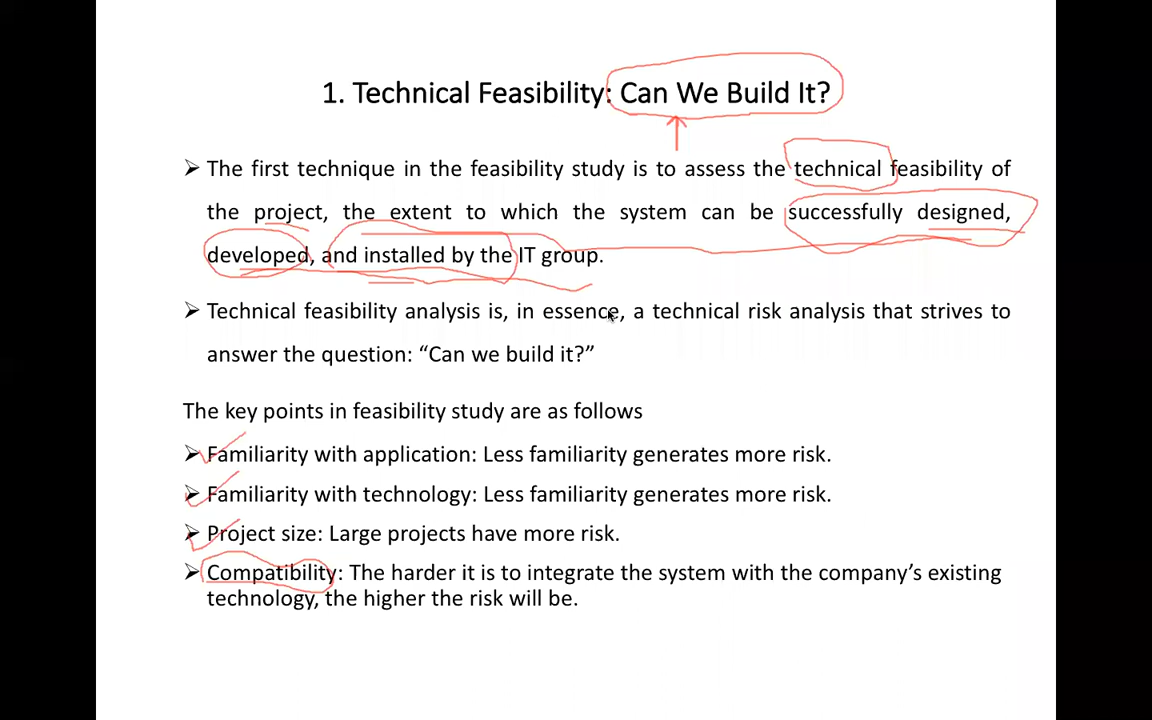 1. Technical Feasibility: Can We Build It?
➢ The first technique in the feasibility study is to assess the technical feasibility of
the project, the extent to which the system can be successfully designed,
developed, and installed by the IT group.
➢ Technical feasibility analysis is, in essence, a technical risk analysis that strives to
answer the question: “Can we build it?”
The key points in feasibility study are as follows
➢ Familiarity with application: Less familiarity generates more risk.
➢ Familiarity with technology: Less familiarity generates more risk.
➢ Project size: Large projects have more risk.
➢ Compatibility: The harder it is to integrate the system with the company’s existing
technology, the higher the risk will be.